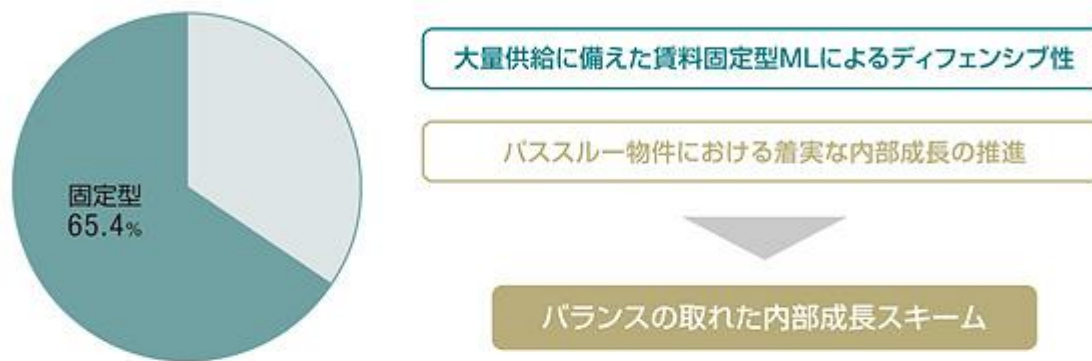 固定型
65.4%
大量供給に備えた賃料固定型MLによるディフェンシブ性
パススルー物件における着実な内部成長の推進
バランスの取れた内部成長スキーム